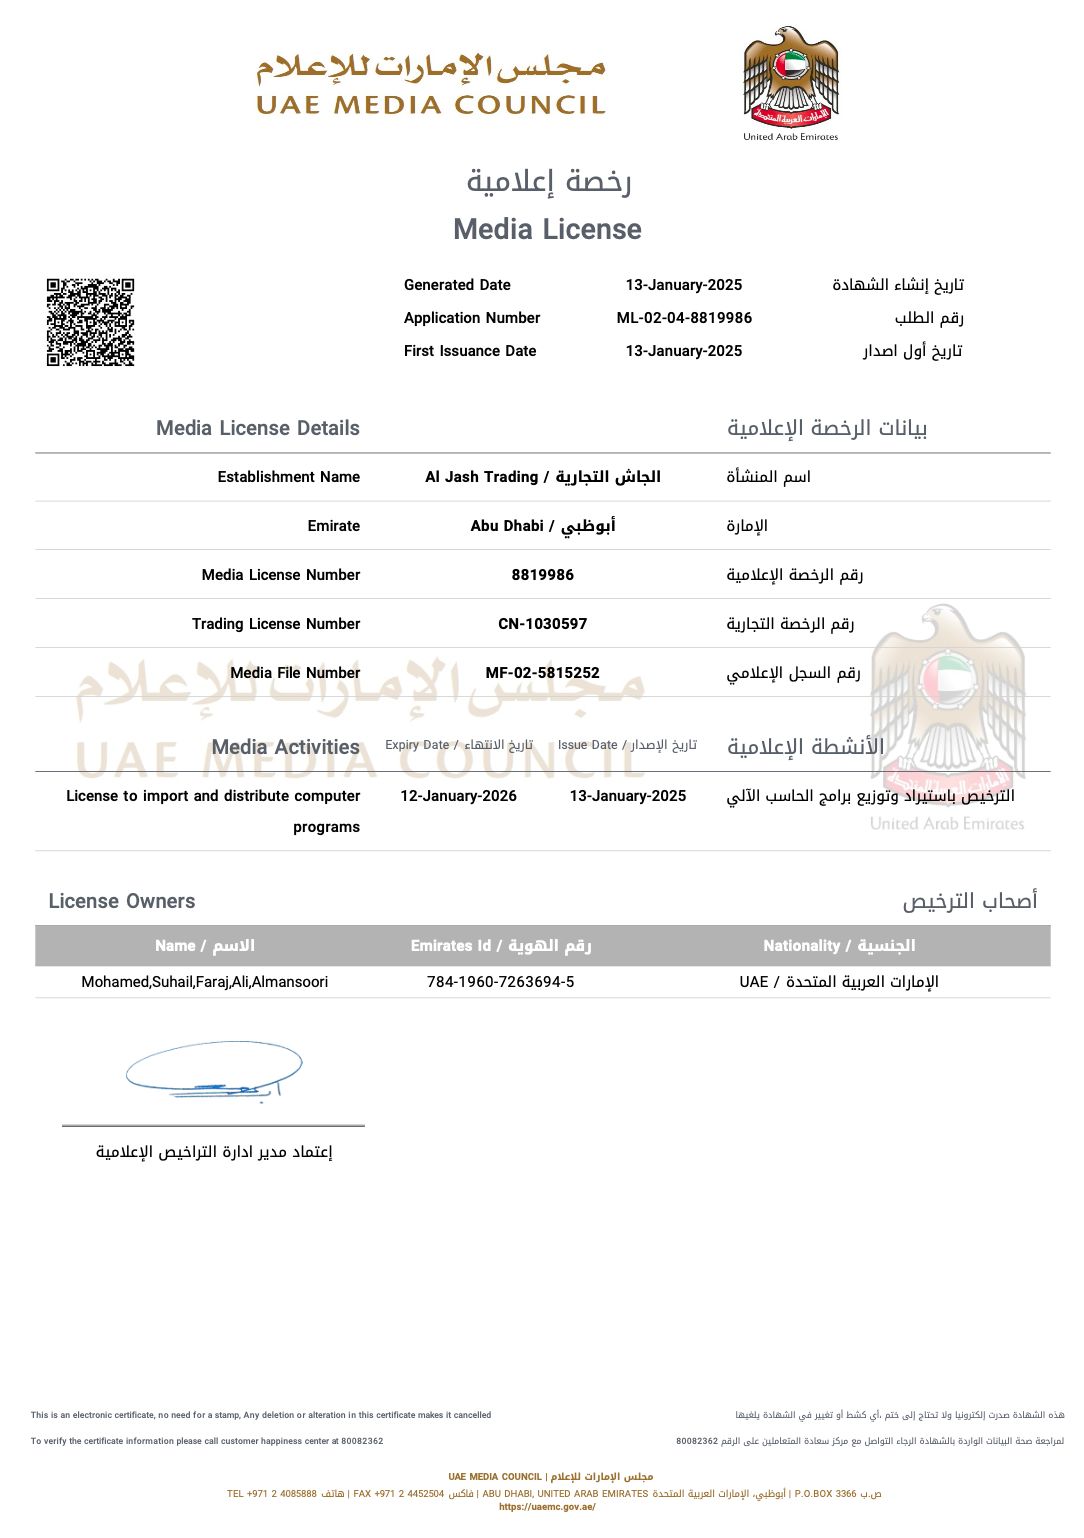 مجلس الإمارات للإعلام
UAE MEDIA COUNCIL
الإمارات العربية المتحدة
United Arab Emirates
رخصة إعلامية
Media License
Generated Date 13-January-2025 تاريخ إنشاء الشهادة
Application Number ML-02-04-8819986 رقم الطلب
First Issuance Date 13-January-2025 تاريخ أول اصدار
Media License Details بيانات الرخصة الإعلامية
Establishment Name Al Jash Trading / الجاش التجارية اسم المنشأة
Emirate Abu Dhabi / أبوظبي الإمارة
Media License Number 8819986 رقم الرخصة الإعلامية
Trading License Number CN-1030597 رقم الرخصة التجارية
Media File Number MF-02-5815252 رقم السجل الإعلامي
مجلس الإمارات للإعلام
UAE MEDIA COUNCIL
الإمارات العربية المتحدة
United Arab Emirates
Media Activities Expiry Date / تاريخ الانتهاء Issue Date / تاريخ الإصدار الأنشطة الإعلامية
License to import and distribute computer 12-January-2026 13-January-2025 الترخيص باستيراد وتوزيع برامج الحاسب الآلي
programs
License Owners أصحاب الترخيص
Name / الاسم Emirates Id / رقم الهوية Nationality / الجنسية
Mohamed,Suhail,Faraj,Ali,Almansoori 784-1960-7263694-5 UAE / الإمارات العربية المتحدة
إعتماد مدير ادارة التراخيص الإعلامية
This is an electronic certificate, no need for a stamp, Any deletion or alteration in this certificate makes it cancelled هذه الشهادة صدرت إلكترونيا ولا تحتاج إلى ختم ،أي كشط أو تغيير في الشهادة يلغيها
To verify the certificate information please call customer happiness center at 80082362 لمراجعة صحة البيانات الواردة بالشهادة الرجاء التواصل مع مركز سعادة المتعاملين على الرقم 80082362
UAE MEDIA COUNCIL | مجلس الإمارات للإعلام
TEL +971 2 4085888 هاتف | FAX +971 2 4452504 فاكس | ABU DHABI, UNITED ARAB EMIRATES أبوظبي، الإمارات العربية المتحدة | P.O.BOX 3366 ص.ب
https://uaemc.gov.ae/